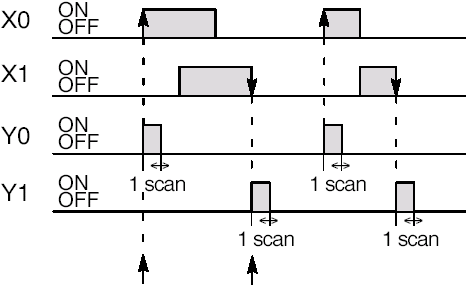 X0 ON
OFF
X1 ON
OFF
Y0 ON
OFF
1 scan 1 scan
Y1 ON
OFF
1 scan 1 scan